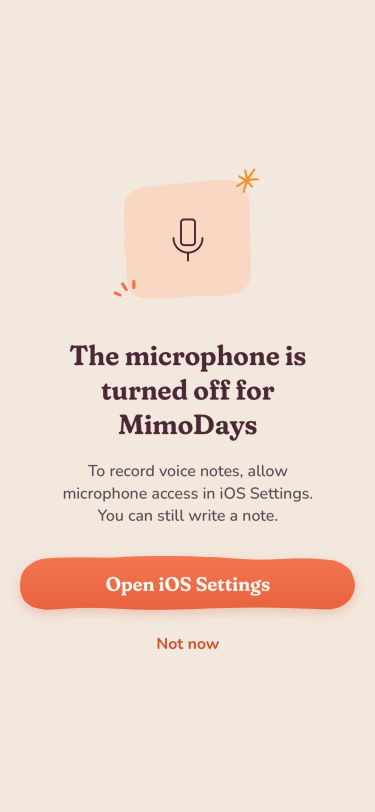 The microphone is
turned off for
MimoDays
To record voice notes, allow
microphone access in iOS Settings.
You can still write a note.
Open iOS Settings
Not now